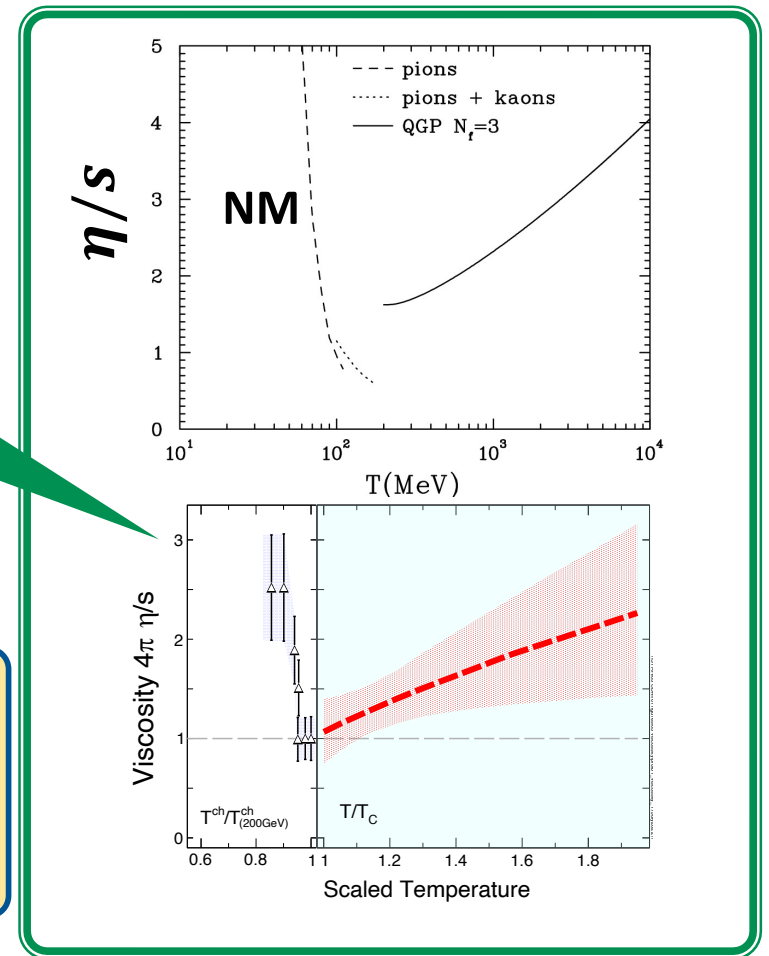 5
4
3
2
1
0
η/s
NM
pions
pions + kaons
QGP N_f=3
10^1
10^2
10^3
10^4
T(MeV)
3
2
1
0
Viscosity 4π η/s
T^ch/T^ch_(200GeV)
T/T_C
0.6 0.8 1 1 1.2 1.4 1.6 1.8
Scaled Temperature